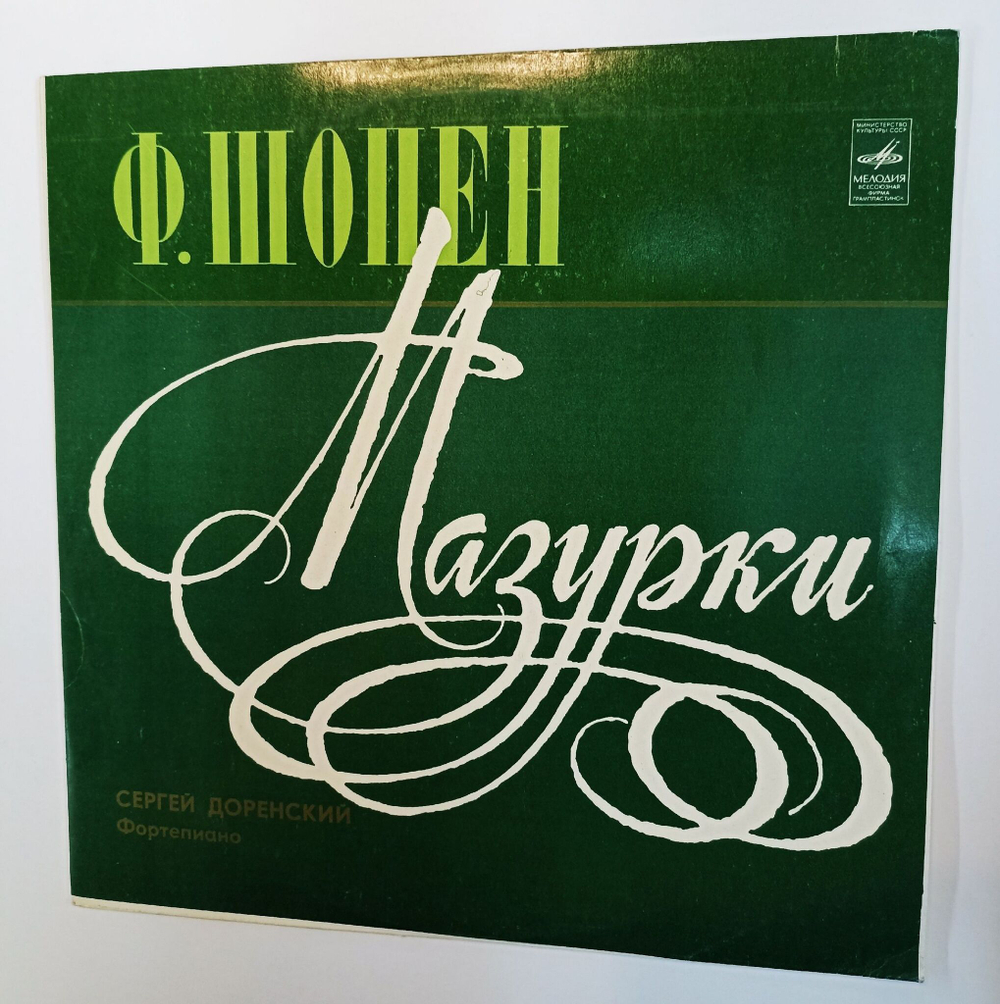 Ф. ШОПЕН
МИНИСТЕРСТВО
КУЛЬТУРЫ СССР
МЕЛОДИЯ
ВСЕСОЮЗНАЯ
ФИРМА
ГРАМПЛАСТИНОК
Мазурки
СЕРГЕЙ ДОРЕНСКИЙ
Фортепиано